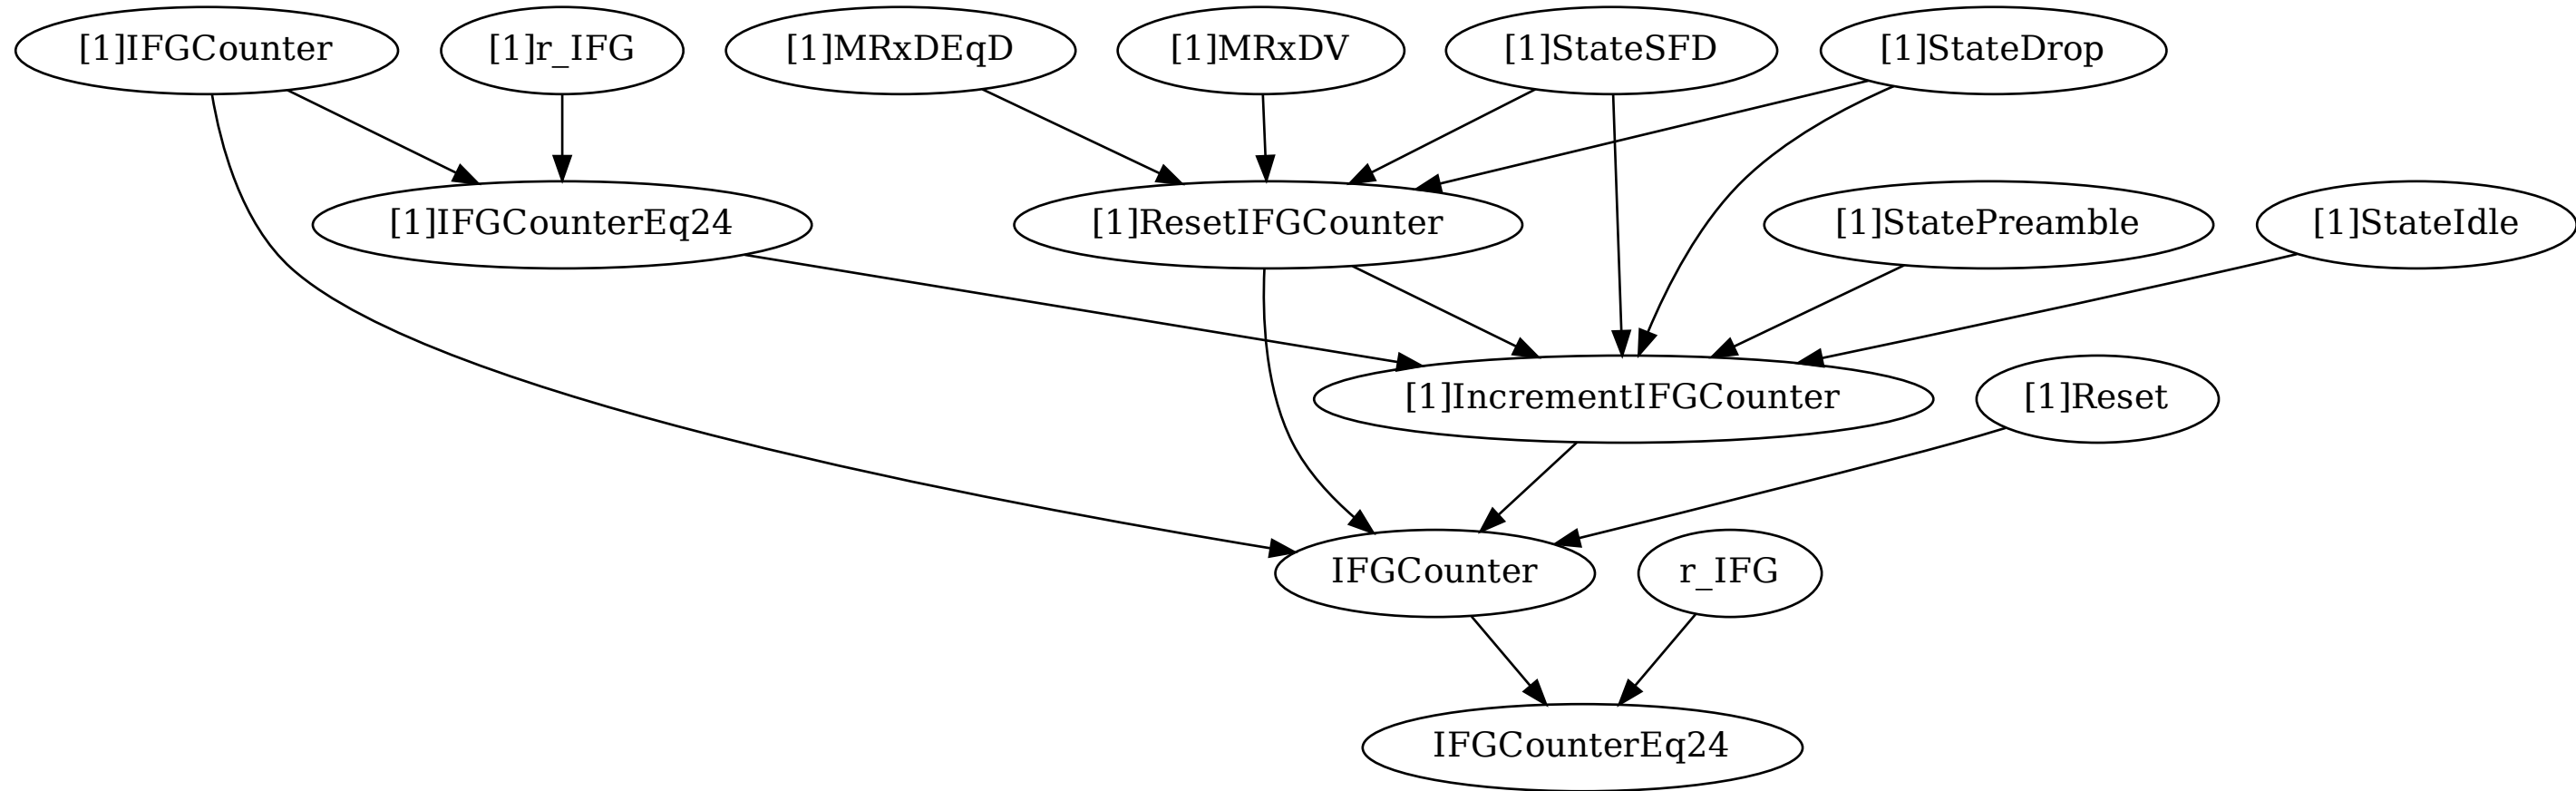 [1]IFGCounter
[1]r_IFG
[1]MRxDEqD
[1]MRxDV
[1]StateSFD
[1]StateDrop
[1]IFGCounterEq24
[1]ResetIFGCounter
[1]StatePreamble
[1]StateIdle
[1]IncrementIFGCounter
[1]Reset
IFGCounter
r_IFG
IFGCounterEq24